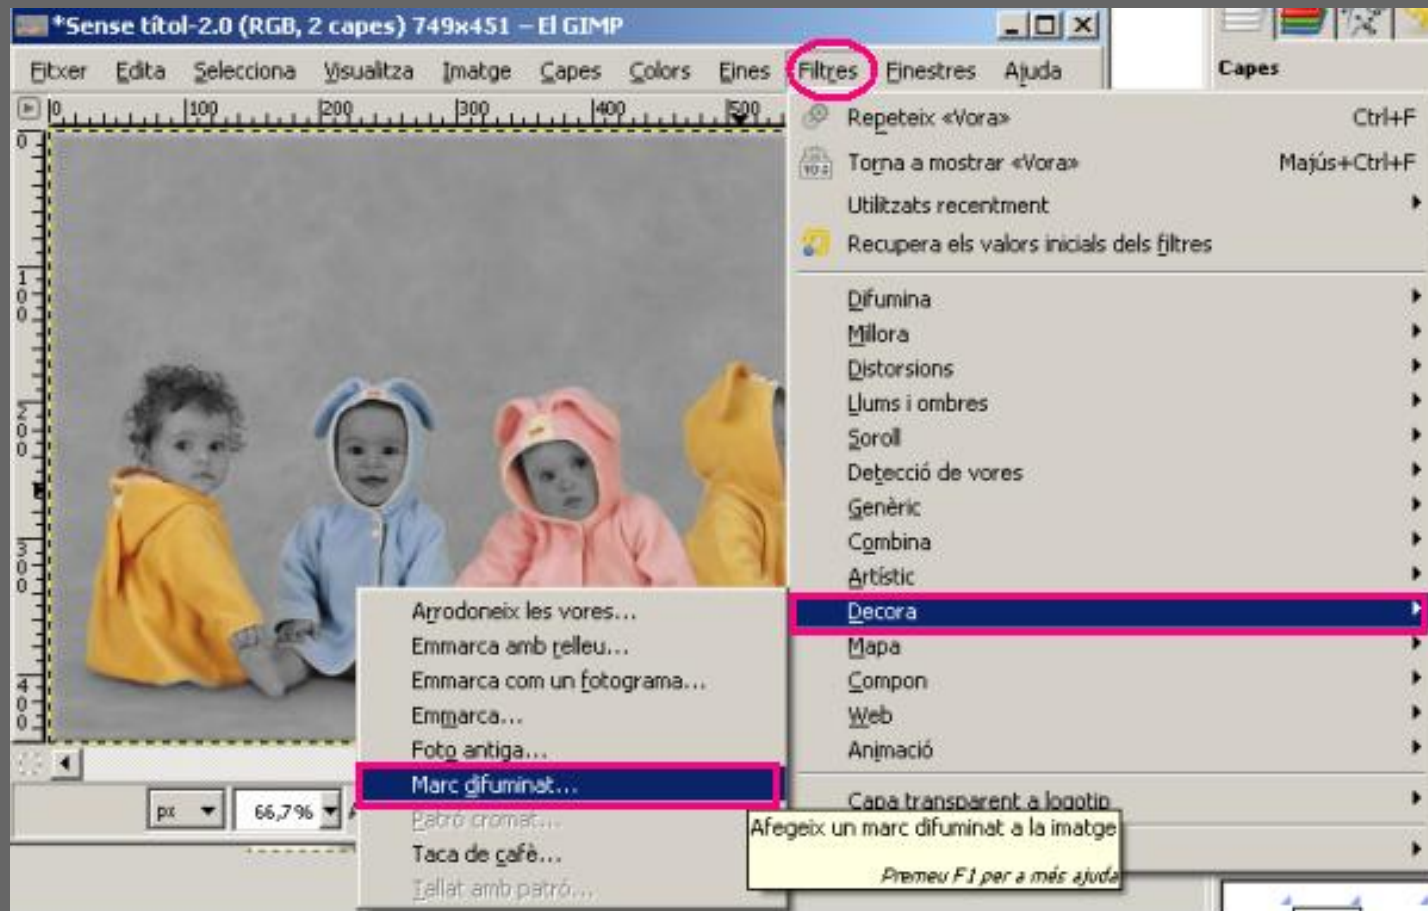 *Sense títol-2.0 (RGB, 2 capes) 749x451 – El GIMP
Fitxer Edita Selecciona Visualitza Imatge Capes Colors Eines Filtres Finestres Ajuda
Capes
0 100 200 300 400 500
0
100
200
300
400
Repeteix «Vora» Ctrl+F
Torna a mostrar «Vora» Majús+Ctrl+F
Utilitzats recentment
Recupera els valors inicials dels filtres
Difumina
Millora
Distorsions
Llums i ombres
Soroll
Detecció de vores
Genèric
Combina
Artístic
Decora
Mapa
Compon
Web
Animació
Capa transparent a logotip
Arrodoneix les vores...
Emmarca amb relleu...
Emmarca com un fotograma...
Emmarca...
Foto antiga...
Marc difuminat...
Patró cromat...
Taca de cafè...
Tallat amb patró...
px 66,7%
Afegeix un marc difuminat a la imatge
Premeu F1 per a més ajuda